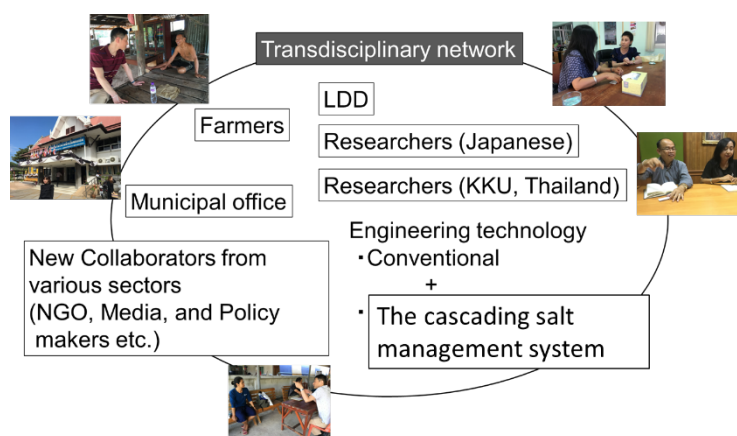 Transdisciplinary network
LDD
Farmers
Researchers (Japanese)
Researchers (KKU, Thailand)
Municipal office
Engineering technology
・Conventional
+
・The cascading salt
management system
New Collaborators from
various sectors
(NGO, Media, and Policy
makers etc.)